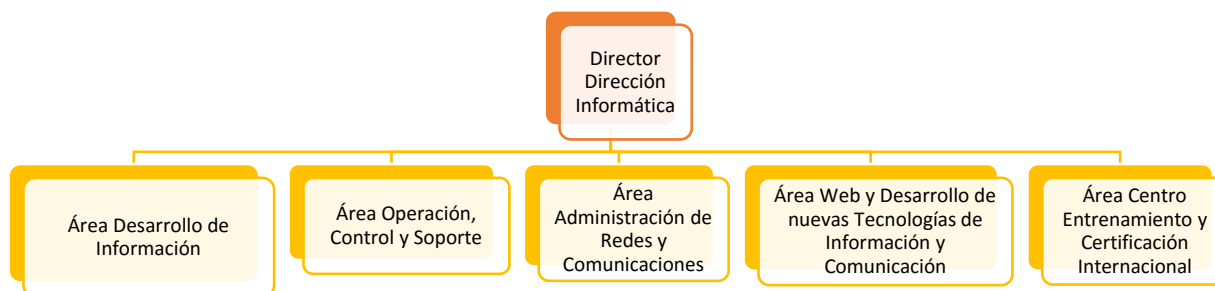 Director
Dirección
Informática
Área Desarrollo de
Información
Área Operación,
Control y Soporte
Área
Administración de
Redes y
Comunicaciones
Área Web y Desarrollo de
nuevas Tecnologías de
Información y
Comunicación
Área Centro
Entrenamiento y
Certificación
Internacional